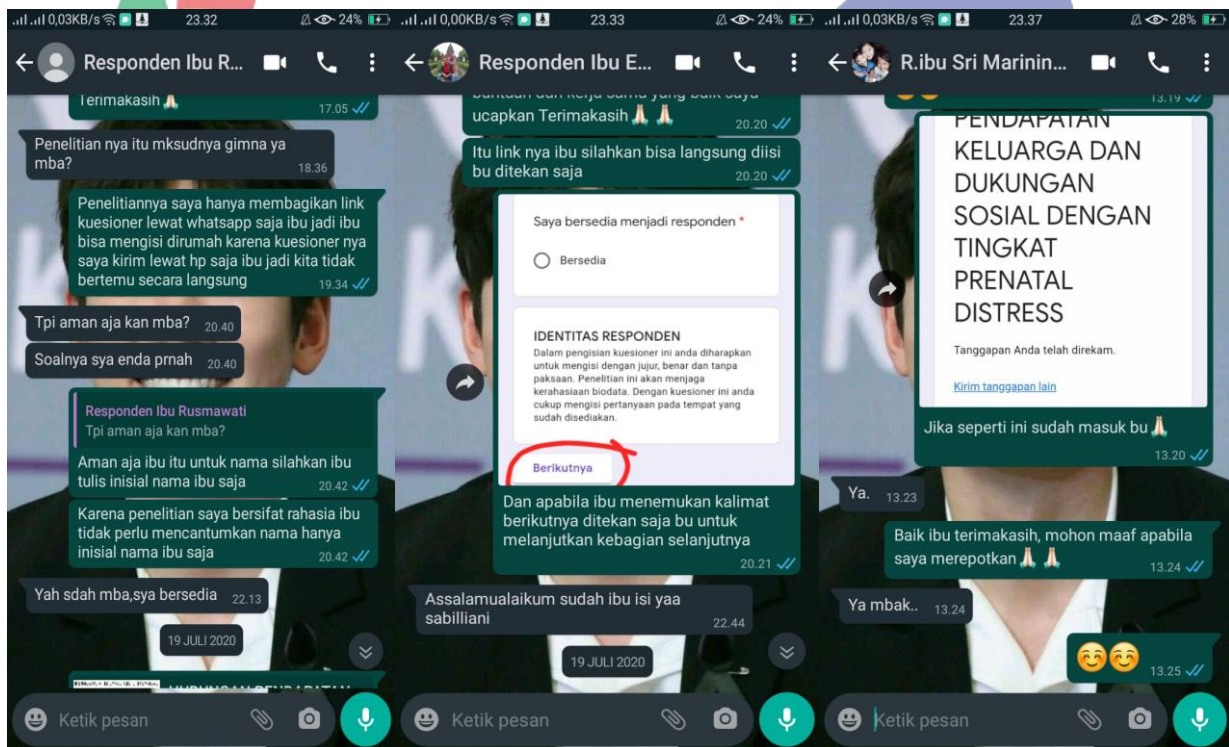 .ıl .ıl 0,03KB/s 23.32 24%
Responden Ibu R...
Terimakasih🙏🏻
17.05
Penelitian nya itu mksudnya gimna ya
mba?
18.36
Penelitiannya saya hanya membagikan link
kuesioner lewat whatsapp saja ibu jadi ibu
bisa mengisi dirumah karena kuesioner nya
saya kirim lewat hp saja ibu jadi kita tidak
bertemu secara langsung
19.34
Tpi aman aja kan mba? 20.40
Soalnya sya enda prnah 20.40
Responden Ibu Rusmawati
Tpi aman aja kan mba?
Aman aja ibu itu untuk nama silahkan ibu
tulis inisial nama ibu saja
20.42
Karena penelitian saya bersifat rahasia ibu
tidak perlu mencantumkan nama hanya
inisial nama ibu saja
20.42
Yah sdah mba,sya bersedia 22.13
19 JULI 2020
Ketik pesan
.ıl .ıl 0,00KB/s 23.33 24%
Responden Ibu E...
bantuan dan kerja sama yang baik saya
ucapkan Terimakasih🙏🏻 🙏🏻
20.20
Itu link nya ibu silahkan bisa langsung diisi
bu ditekan saja
20.20
Saya bersedia menjadi responden *
Bersedia
IDENTITAS RESPONDEN
Dalam pengisian kuesioner ini anda diharapkan
untuk mengisi dengan jujur, benar dan tanpa
paksaan. Penelitian ini akan menjaga
kerahasiaan biodata. Dengan kuesioner ini anda
cukup mengisi pertanyaan pada tempat yang
sudah disediakan.
Berikutnya
Dan apabila ibu menemukan kalimat
berikutnya ditekan saja bu untuk
melanjutkan kebagian selanjutnya
20.21
Assalamualaikum sudah ibu isi yaa
sabilliani
22.44
19 JULI 2020
Ketik pesan
.ıl .ıl 0,03KB/s 23.37 28%
R.ibu Sri Marinin...
13.19
PENDAPATAN
KELUARGA DAN
DUKUNGAN
SOSIAL DENGAN
TINGKAT
PRENATAL
DISTRESS
Tanggapan Anda telah direkam.
Kirim tanggapan lain
Jika seperti ini sudah masuk bu🙏🏻
13.20
Ya. 13.23
Baik ibu terimakasih, mohon maaf apabila
saya merepotkan🙏🏻 🙏🏻
13.24
Ya mbak.. 13.24
☺️☺️ 13.25
Ketik pesan